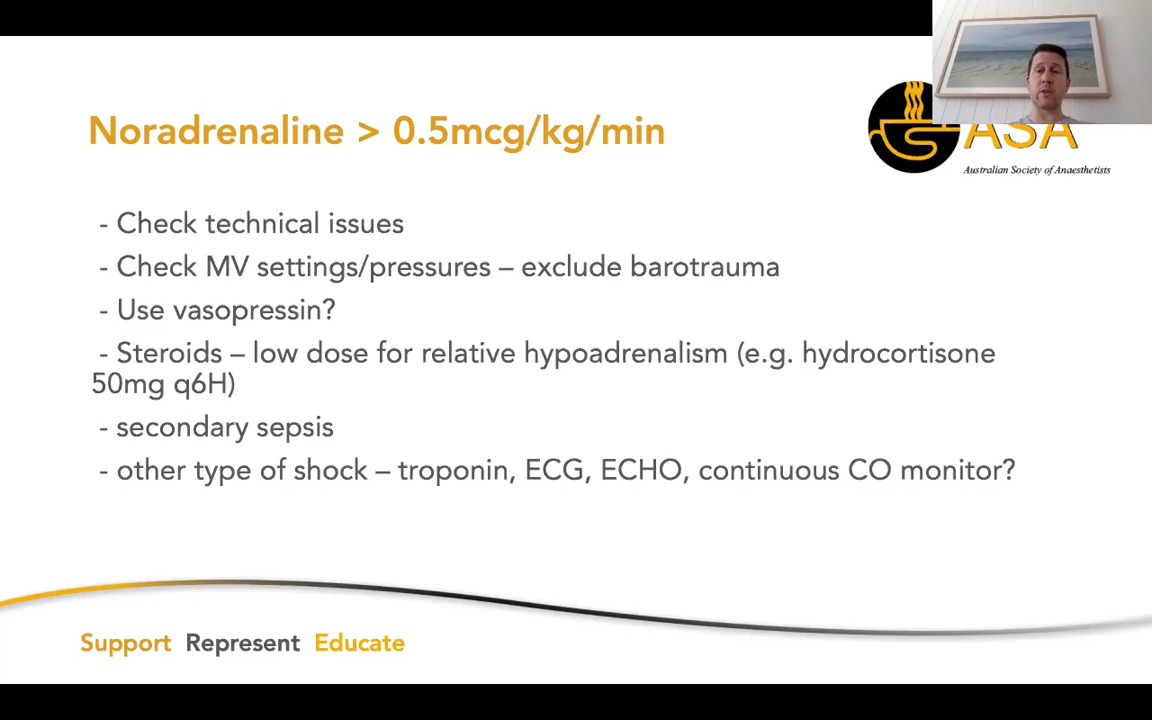 Noradrenaline > 0.5mcg/kg/min
ASA
Australian Society of Anaesthetists
- Check technical issues
- Check MV settings/pressures – exclude barotrauma
- Use vasopressin?
- Steroids – low dose for relative hypoadrenalism (e.g. hydrocortisone
50mg q6H)
- secondary sepsis
- other type of shock – troponin, ECG, ECHO, continuous CO monitor?
Support Represent Educate